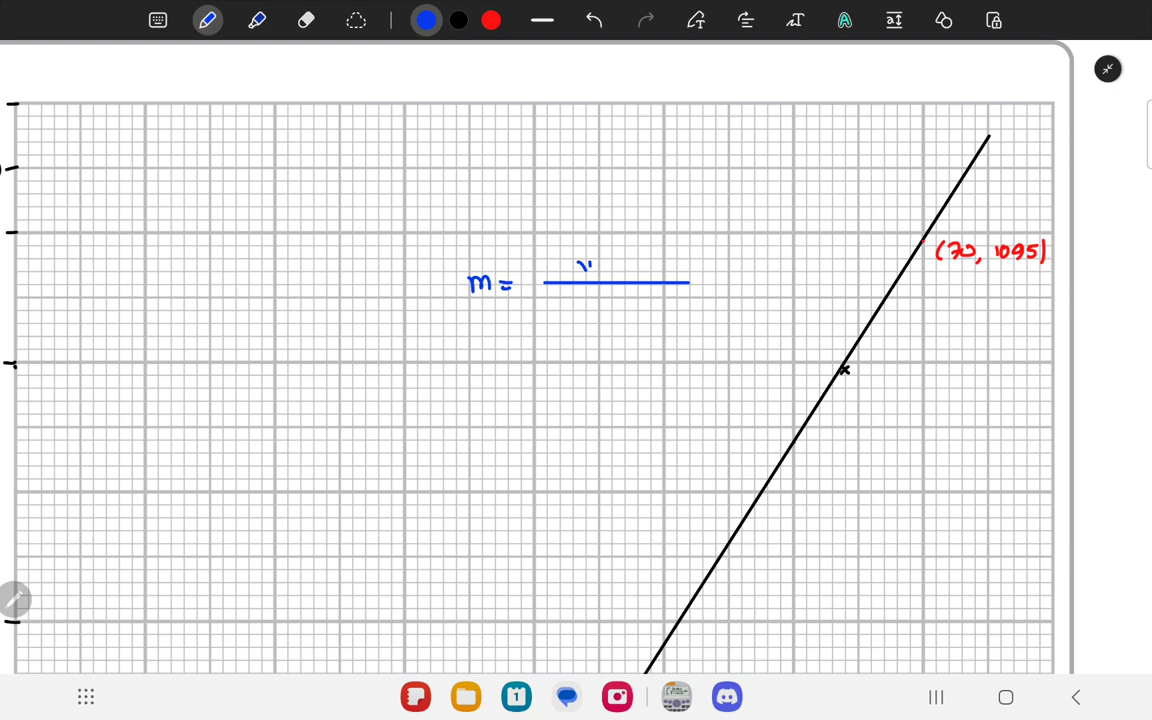 (70, 1095)
m =